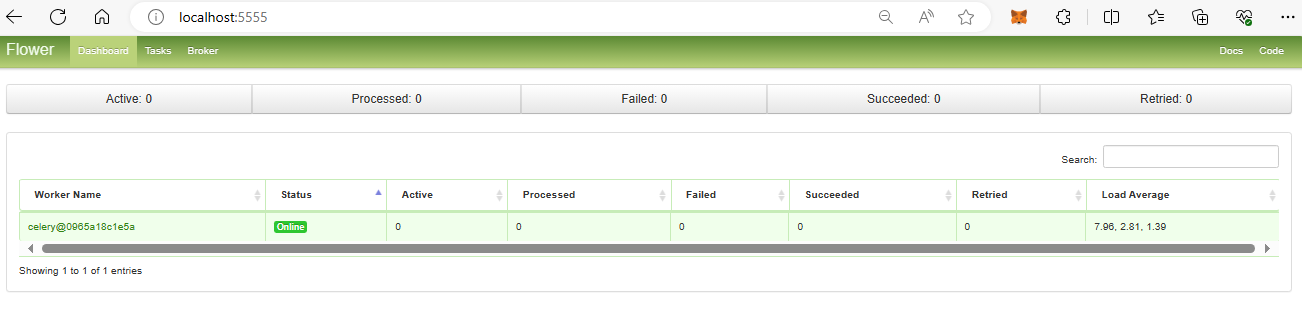 localhost:5555
Flower Dashboard Tasks Broker Docs Code
Active: 0 Processed: 0 Failed: 0 Succeeded: 0 Retried: 0
Search:
Worker Name Status Active Processed Failed Succeeded Retried Load Average
celery@0965a18c1e5a Online 0 0 0 0 0 7.96, 2.81, 1.39
Showing 1 to 1 of 1 entries